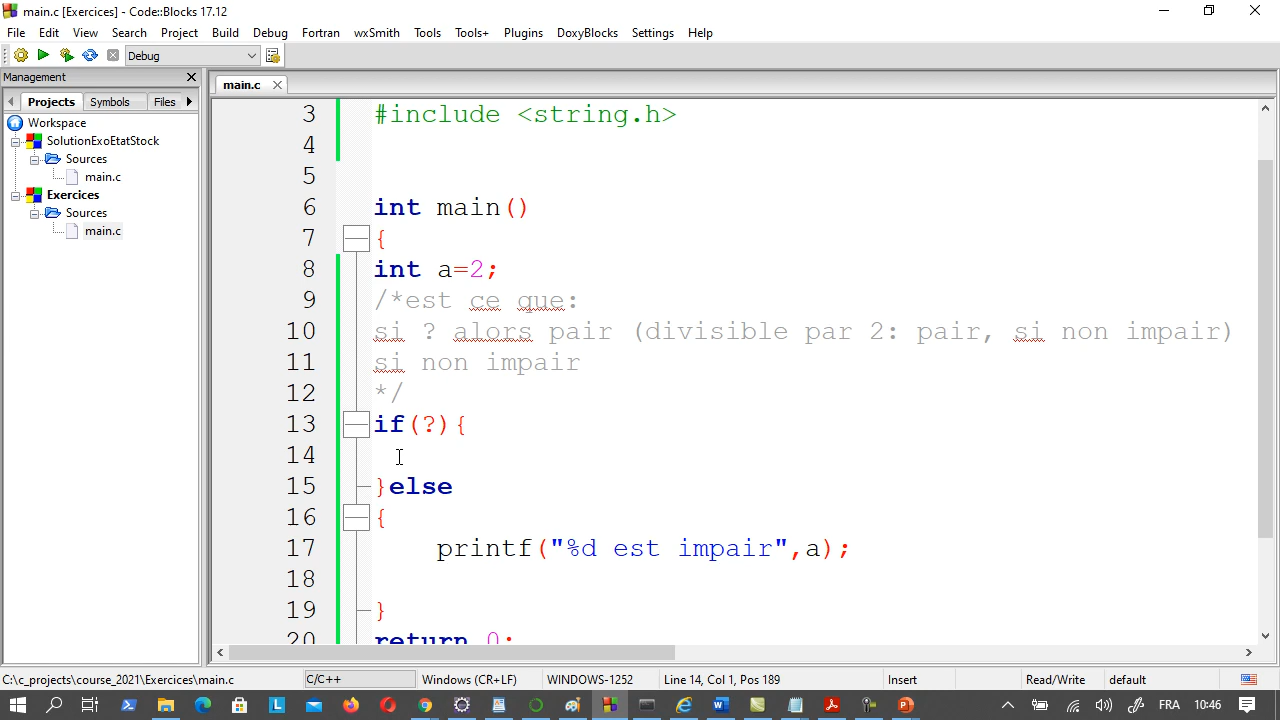 main.c [Exercices] - Code::Blocks 17.12
File Edit View Search Project Build Debug Fortran wxSmith Tools Tools+ Plugins DoxyBlocks Settings Help
Debug
Management
Projects Symbols Files
Workspace
SolutionExoEtatStock
Sources
main.c
Exercices
Sources
main.c
main.c
3 #include <string.h>
4
5
6 int main()
7 {
8 int a=2;
9 /*est ce que:
10 si ? alors pair (divisible par 2: pair, si non impair)
11 si non impair
12 */
13 if(?){
14
15 }else
16 {
17 printf("%d est impair",a);
18
19 }
20 return 0;
C:\c_projects\course_2021\Exercices\main.c C/C++ Windows (CR+LF) WINDOWS-1252 Line 14, Col 1, Pos 189 Insert Read/Write default
FRA 10:46